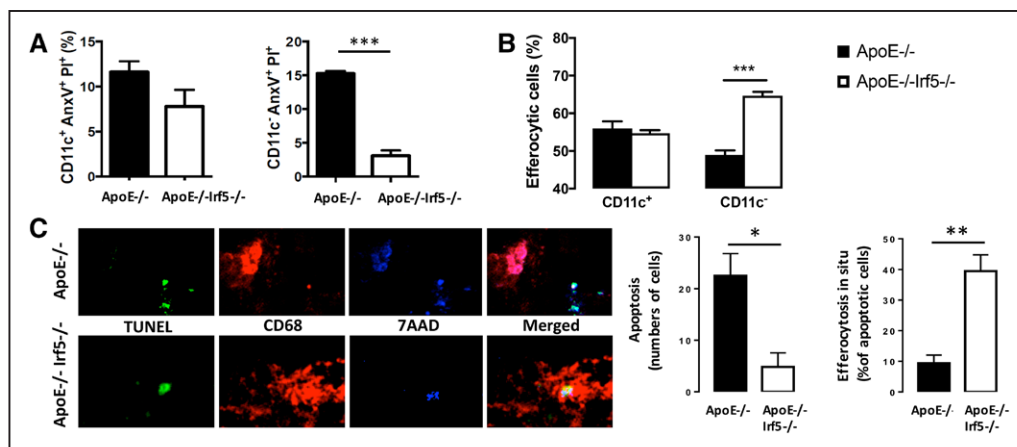 A
CD11c⁺ AnxV⁺ PI⁺ (%)
15
10
5
0
ApoE-/-
ApoE-/-Irf5-/-
CD11c⁻ AnxV⁺ PI⁺
20
15
10
5
0
***
ApoE-/-
ApoE-/-Irf5-/-
B
Efferocytic cells (%)
80
70
60
50
40
***
CD11c⁺
CD11c⁻
ApoE-/-
ApoE-/-Irf5-/-
C
ApoE-/-
TUNEL
CD68
7AAD
Merged
ApoE-/- Irf5-/-
Apoptosis
(numbers of cells)
30
20
10
0
*
ApoE-/-
ApoE-/-
Irf5-/-
Efferocytosis in situ
(%of apoptotic cells)
50
40
30
20
10
0
**
ApoE-/-
ApoE-/-
Irf5-/-